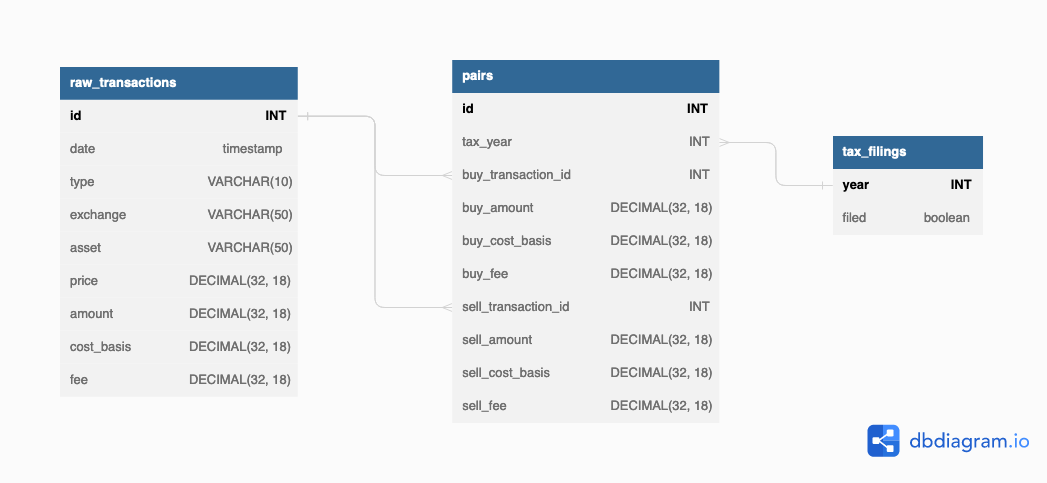 raw_transactions
id INT
date timestamp
type VARCHAR(10)
exchange VARCHAR(50)
asset VARCHAR(50)
price DECIMAL(32, 18)
amount DECIMAL(32, 18)
cost_basis DECIMAL(32, 18)
fee DECIMAL(32, 18)
pairs
id INT
tax_year INT
buy_transaction_id INT
buy_amount DECIMAL(32, 18)
buy_cost_basis DECIMAL(32, 18)
buy_fee DECIMAL(32, 18)
sell_transaction_id INT
sell_amount DECIMAL(32, 18)
sell_cost_basis DECIMAL(32, 18)
sell_fee DECIMAL(32, 18)
tax_filings
year INT
filed boolean
dbdiagram.io